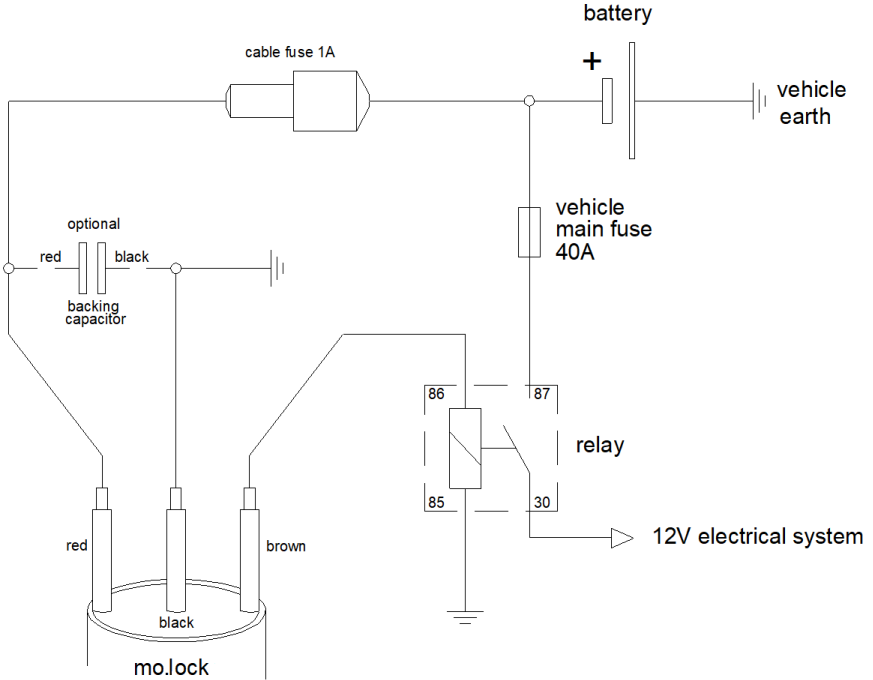 battery
cable fuse 1A
+
vehicle
earth
vehicle
main fuse
40A
optional
red
black
backing
capacitor
86
87
relay
85
30
12V electrical system
red
brown
black
mo.lock